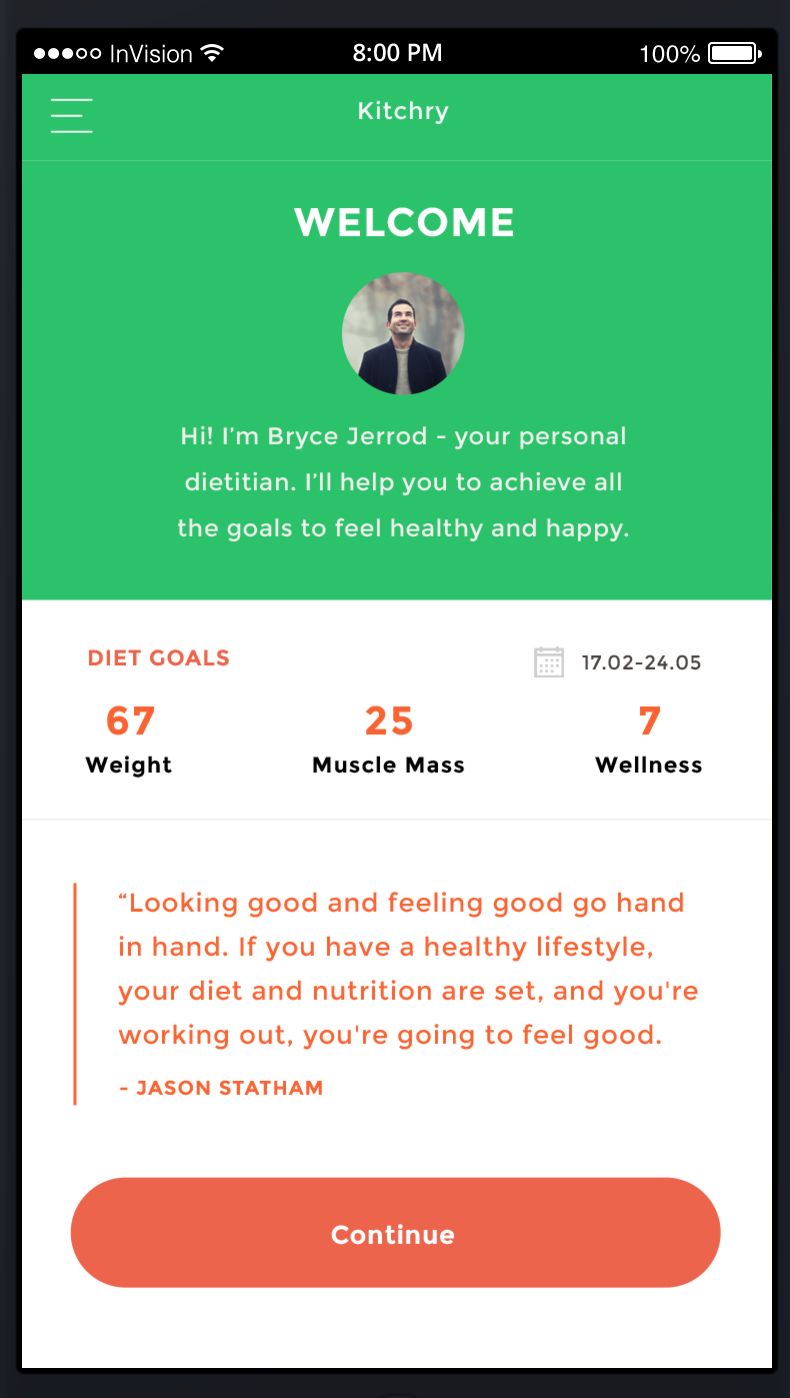 InVision 8:00 PM 100%
Kitchry
WELCOME
Hi! I’m Bryce Jerrod - your personal
dietitian. I’ll help you to achieve all
the goals to feel healthy and happy.
DIET GOALS 17.02-24.05
67 25 7
Weight Muscle Mass Wellness
“Looking good and feeling good go hand
in hand. If you have a healthy lifestyle,
your diet and nutrition are set, and you're
working out, you're going to feel good.
- JASON STATHAM
Continue